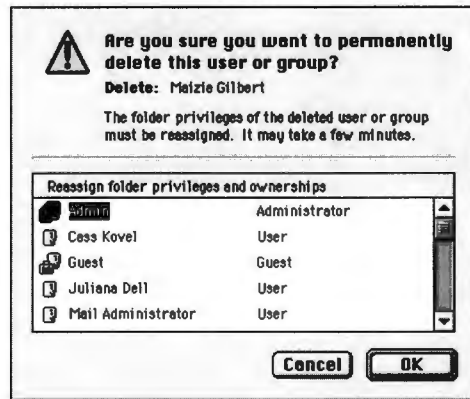 Are you sure you want to permanently
delete this user or group?
Delete: Maizie Gilbert
The folder privileges of the deleted user or group
must be reassigned. It may take a few minutes.
Reassign folder privileges and ownerships
Admin Administrator
Cass Kovel User
Guest Guest
Juliana Dell User
Mail Administrator User
Cancel OK